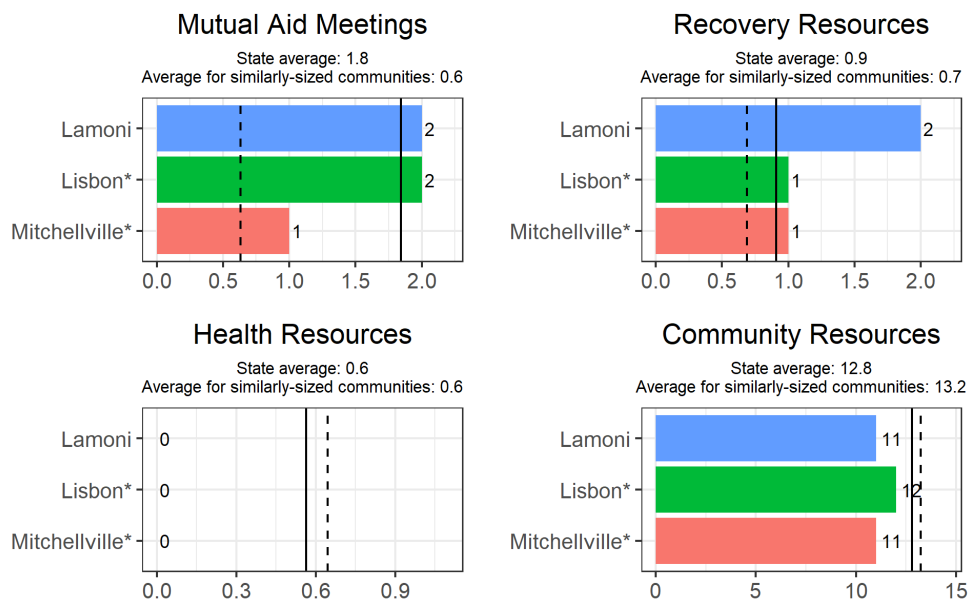 Mutual Aid Meetings
State average: 1.8
Average for similarly-sized communities: 0.6
Lamoni
2
Lisbon*
2
Mitchellville*
1
0.0 0.5 1.0 1.5 2.0
Recovery Resources
State average: 0.9
Average for similarly-sized communities: 0.7
Lamoni
2
Lisbon*
1
Mitchellville*
1
0.0 0.5 1.0 1.5 2.0
Health Resources
State average: 0.6
Average for similarly-sized communities: 0.6
Lamoni
0
Lisbon*
0
Mitchellville*
0
0.0 0.3 0.6 0.9
Community Resources
State average: 12.8
Average for similarly-sized communities: 13.2
Lamoni
11
Lisbon*
12
Mitchellville*
11
0 5 10 15